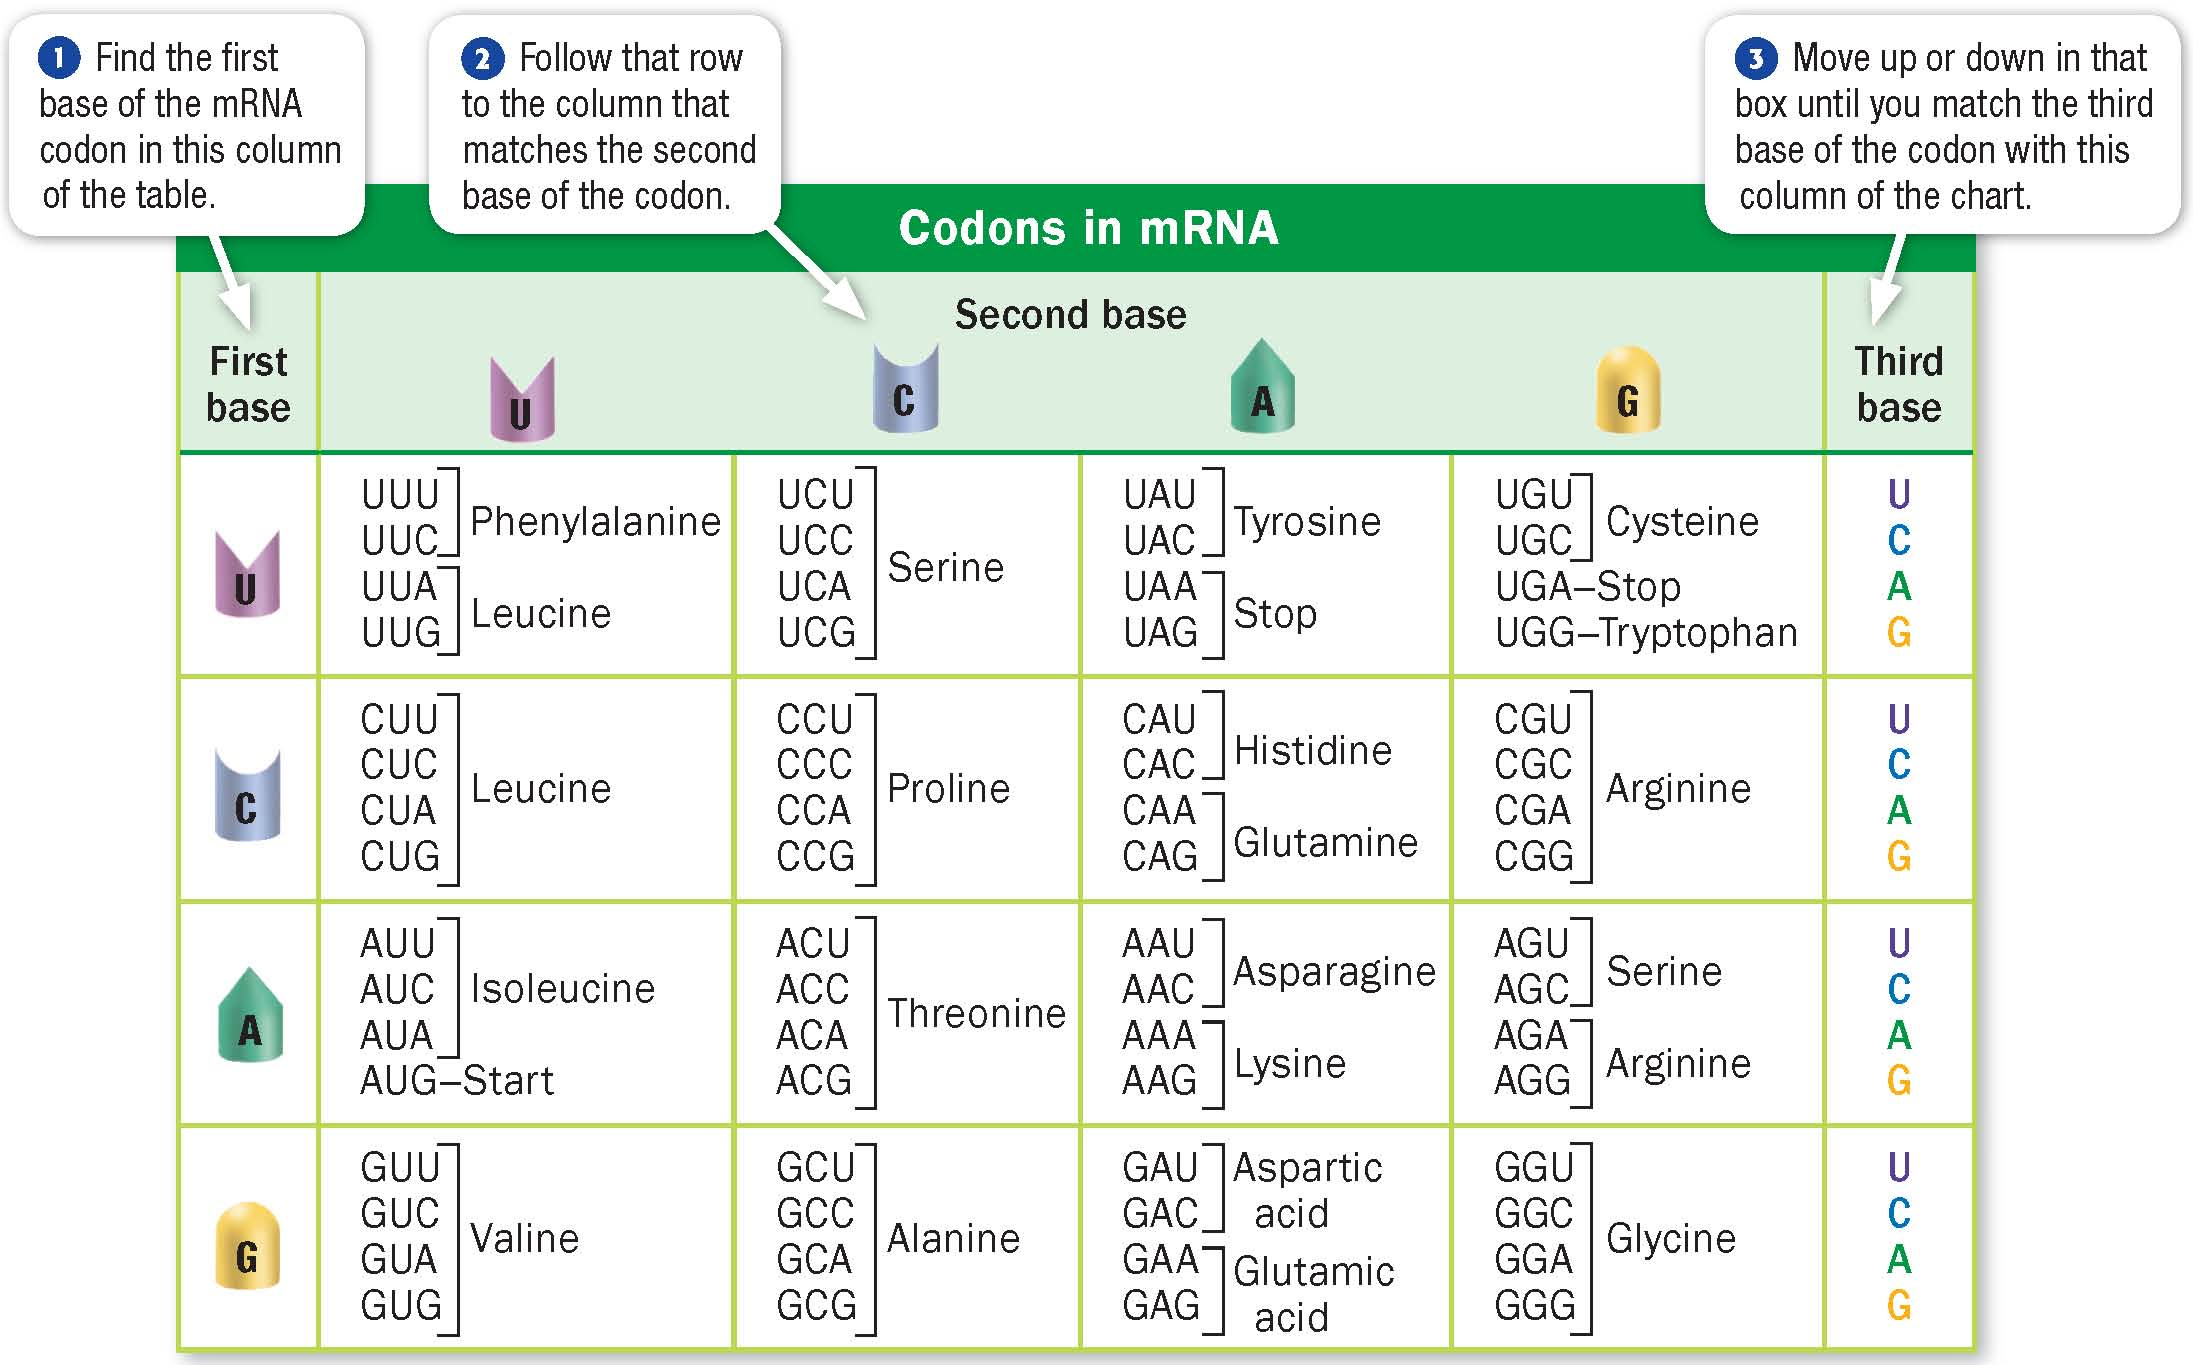 1 Find the first
base of the mRNA
codon in this column
of the table.
2 Follow that row
to the column that
matches the second
base of the codon.
3 Move up or down in that
box until you match the third
base of the codon with this
column of the chart.
Codons in mRNA
First
base
Second base
U C A G
Third
base
U
UUU
UUC
Phenylalanine
UUA
UUG
Leucine
UCU
UCC
UCA
UCG
Serine
UAU
UAC
Tyrosine
UAA
UAG
Stop
UGU
UGC
Cysteine
UGA–Stop
UGG–Tryptophan
U
C
A
G
C
CUU
CUC
CUA
CUG
Leucine
CCU
CCC
CCA
CCG
Proline
CAU
CAC
Histidine
CAA
CAG
Glutamine
CGU
CGC
CGA
CGG
Arginine
U
C
A
G
A
AUU
AUC
AUA
Isoleucine
AUG–Start
ACU
ACC
ACA
ACG
Threonine
AAU
AAC
Asparagine
AAA
AAG
Lysine
AGU
AGC
Serine
AGA
AGG
Arginine
U
C
A
G
G
GUU
GUC
GUA
GUG
Valine
GCU
GCC
GCA
GCG
Alanine
GAU
GAC
Aspartic
acid
GAA
GAG
Glutamic
acid
GGU
GGC
GGA
GGG
Glycine
U
C
A
G